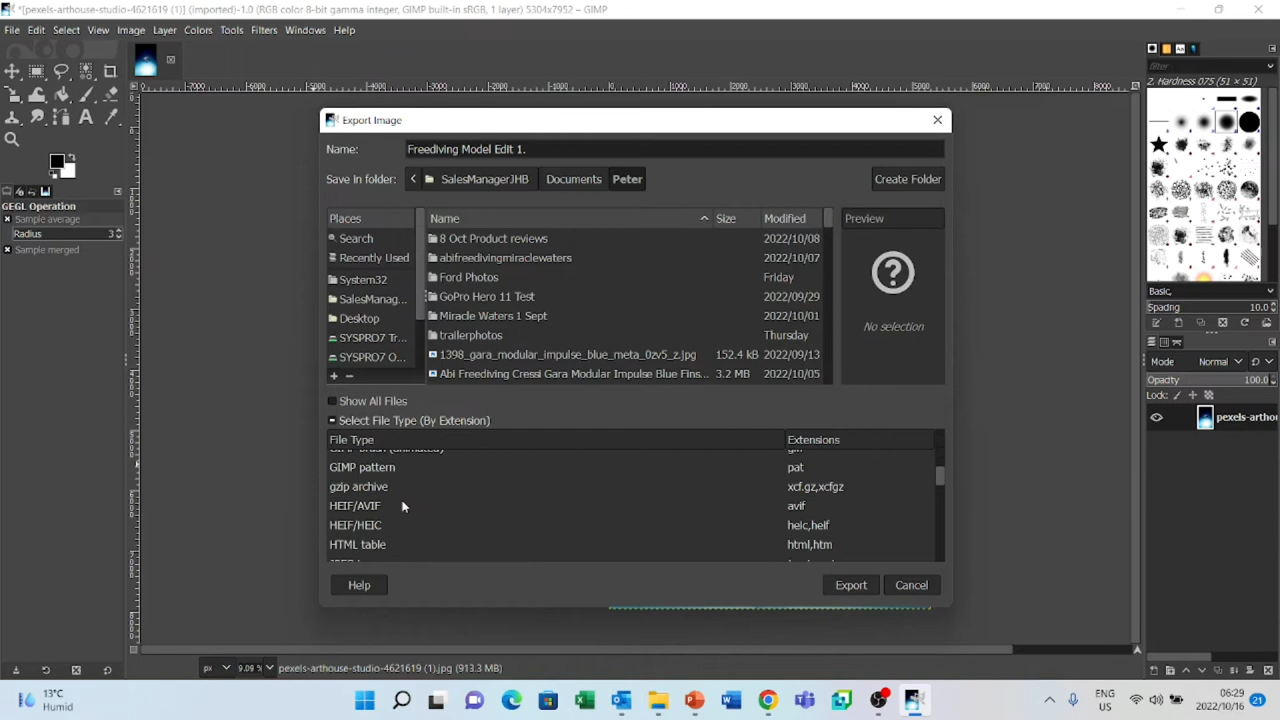 *[pexels-arthouse-studio-4621619 (1)] (imported)-1.0 (RGB color 8-bit gamma integer, GIMP built-in sRGB, 1 layer) 5304x7952 – GIMP
File Edit Select View Image Layer Colors Tools Filters Windows Help
GEGL Operation
Sample average
Radius 3
Sample merged
Export Image
Name: Freediving Model Edit 1.
Save in folder: SalesManagerJHB Documents Peter Create Folder
Places Name Size Modified Preview
Search
Recently Used
System32
SalesManag...
Desktop
SYSPRO7 Tr...
SYSPRO7 O...
8 Oct Product reviews 2022/10/08
abifreedivingmiraclewaters 2022/10/07
Ford Photos Friday
GoPro Hero 11 Test 2022/09/29
Miracle Waters 1 Sept 2022/10/01
trailerphotos Thursday
1398_gara_modular_impulse_blue_meta_0zv5_z.jpg 152.4 kB 2022/09/13
Abi Freediving Cressi Gara Modular Impulse Blue Fins... 3.2 MB 2022/10/05
No selection
Show All Files
Select File Type (By Extension)
File Type Extensions
GIMP brush (animated) gih
GIMP pattern pat
gzip archive xcf.gz,xcfgz
HEIF/AVIF avif
HEIF/HEIC heic,heif
HTML table html,htm
Help Export Cancel
filter
2. Hardness 075 (51 × 51)
Basic,
Spacing 10.0
Mode Normal
Opacity 100.0
Lock:
pexels-arthou
px 9.09 % pexels-arthouse-studio-4621619 (1).jpg (913.3 MB)
13°C
Humid
ENG
US
06:29
2022/10/16
21